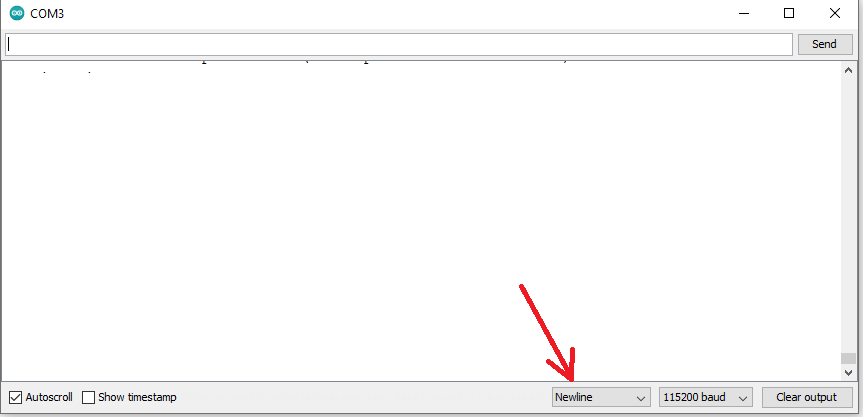 COM3
Send
Autoscroll Show timestamp Newline 115200 baud Clear output